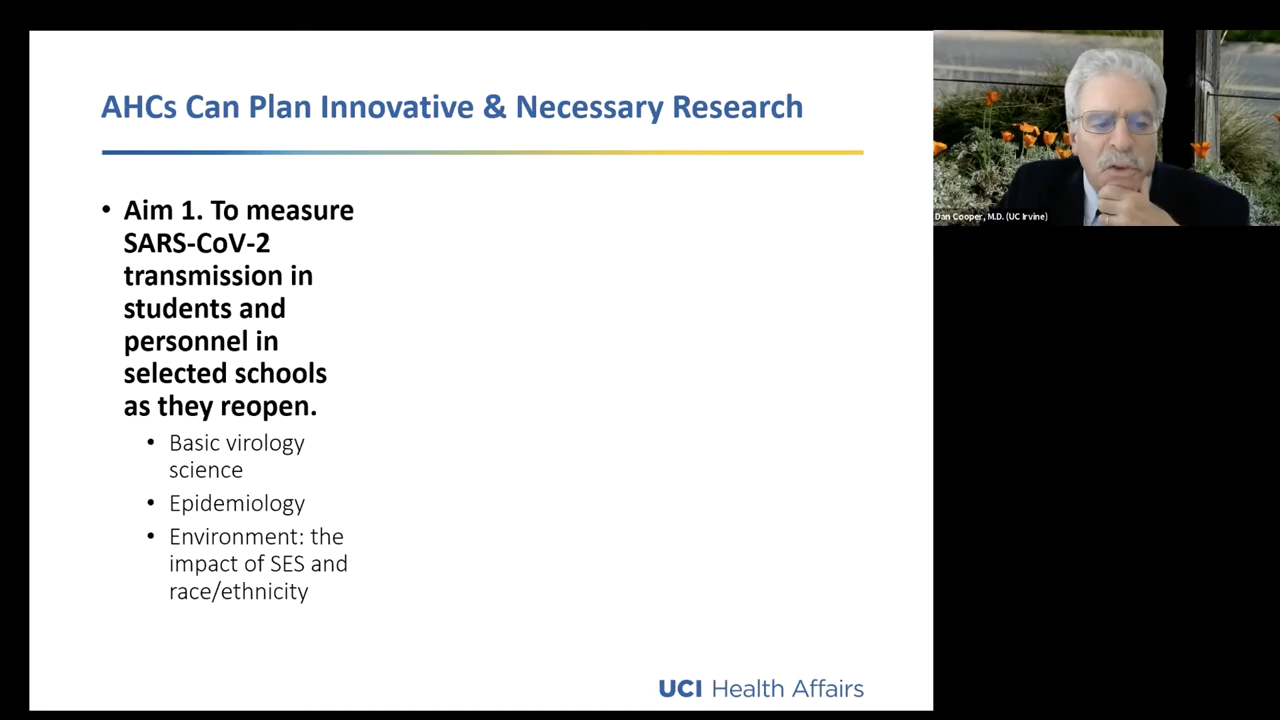 AHCs Can Plan Innovative & Necessary Research
• Aim 1. To measure
SARS-CoV-2
transmission in
students and
personnel in
selected schools
as they reopen.
• Basic virology
science
• Epidemiology
• Environment: the
impact of SES and
race/ethnicity
UCI Health Affairs
Dan Cooper, M.D. (UC Irvine)